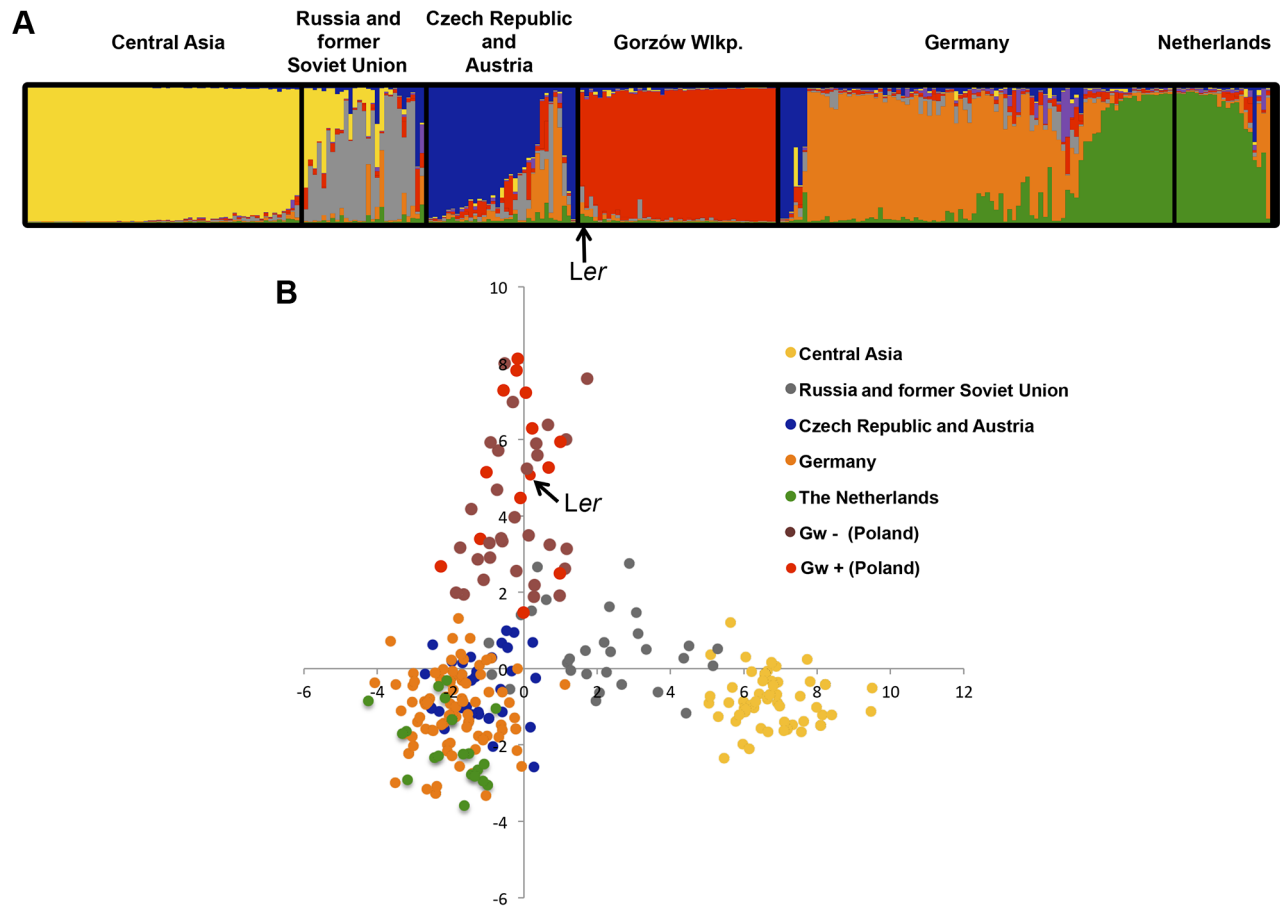 A
Central Asia
Russia and
former
Soviet Union
Czech Republic
and
Austria
Gorzów Wlkp.
Germany
Netherlands
Ler
B
10
8
6
4
2
0
-2
-4
-6
-6
-4
-2
0
2
4
6
8
10
12
Ler
Central Asia
Russia and former Soviet Union
Czech Republic and Austria
Germany
The Netherlands
Gw - (Poland)
Gw + (Poland)